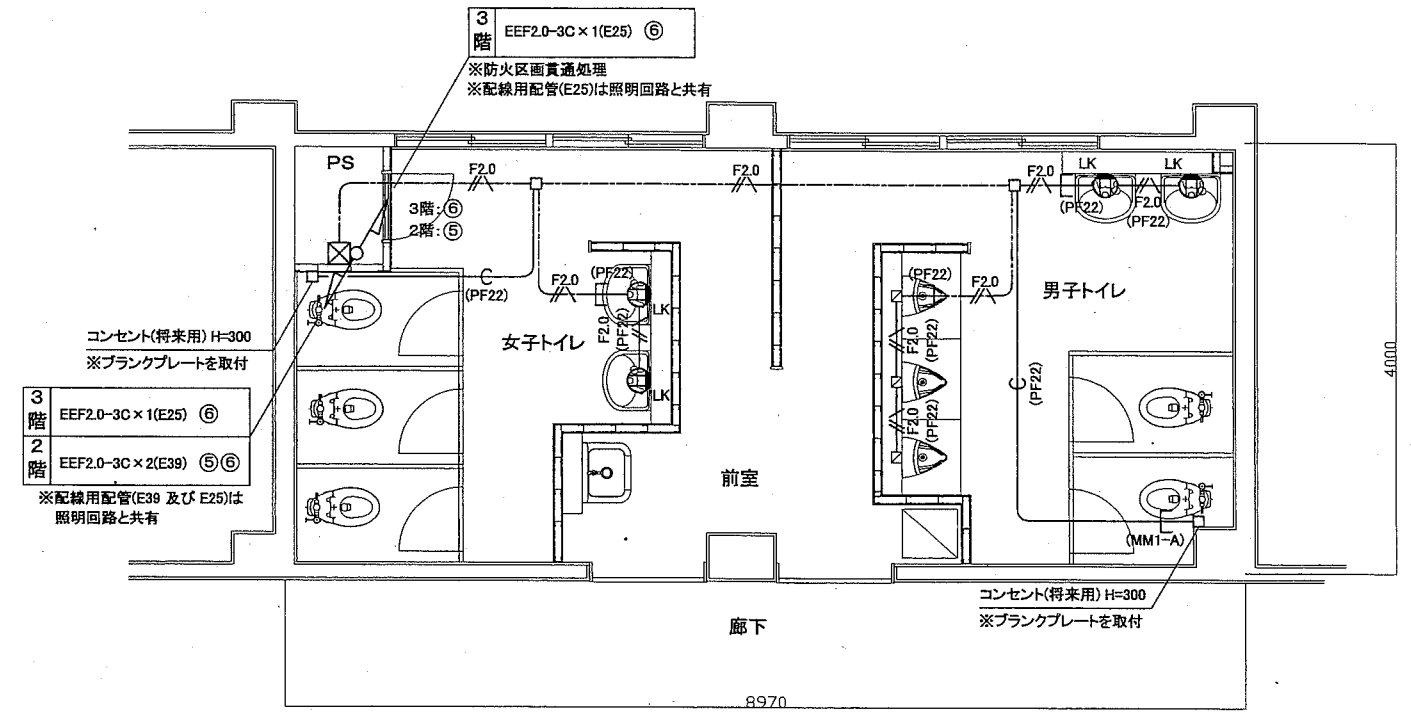 3階 EEF2.0-3C×1(E25) ⑥
※防火区画貫通処理
※配線用配管(E25)は照明回路と共有
PS
F2.0
F2.0
F2.0
LK
LK
(PF22)
F2.0
(PF22)
3階:⑥
2階:⑤
C
(PF22)
F2.0
(PF22)
LK
F2.0
(PF22)
LK
女子トイレ
(PF22)
F2.0
F2.0
(PF22)
F2.0
(PF22)
男子トイレ
C
(PF22)
4000
コンセント(将来用) H=300
※ブランクプレートを取付
3階 EEF2.0-3C×1(E25) ⑥
2階 EEF2.0-3C×2(E39) ⑤⑥
※配線用配管(E39 及び E25)は
照明回路と共有
前室
(MM1-A)
コンセント(将来用) H=300
※ブランクプレートを取付
廊下
8970